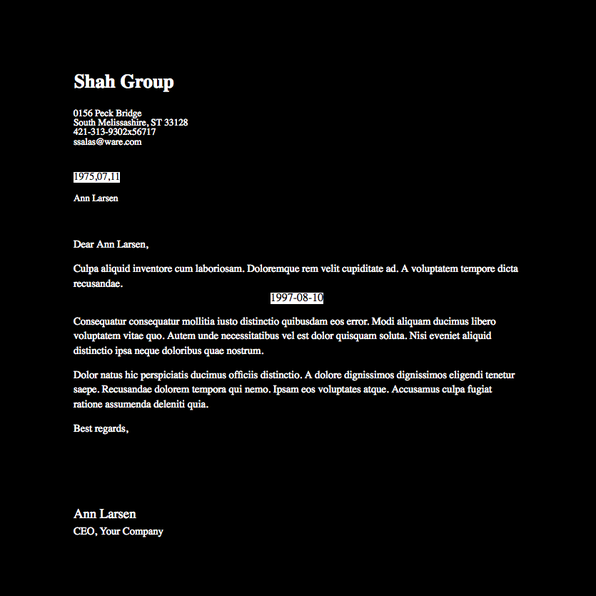 Shah Group
0156 Peck Bridge
South Melissashire, ST 33128
421-313-9302x56717
ssalas@ware.com
1975,07,11
Ann Larsen
Dear Ann Larsen,
Culpa aliquid inventore cum laboriosam. Doloremque rem velit cupiditate ad. A voluptatem tempore dicta
recusandae.
1997-08-10
Consequatur consequatur mollitia iusto distinctio quibusdam eos error. Modi aliquam ducimus libero
voluptatem vitae quo. Autem unde necessitatibus vel est dolor quisquam soluta. Nisi eveniet aliquid
distinctio ipsa neque doloribus quae nostrum.
Dolor natus hic perspiciatis ducimus officiis distinctio. A dolore dignissimos dignissimos eligendi tenetur
saepe. Recusandae dolorem tempora qui nemo. Ipsam eos voluptates atque. Accusamus culpa fugiat
ratione assumenda deleniti quia.
Best regards,
Ann Larsen
CEO, Your Company